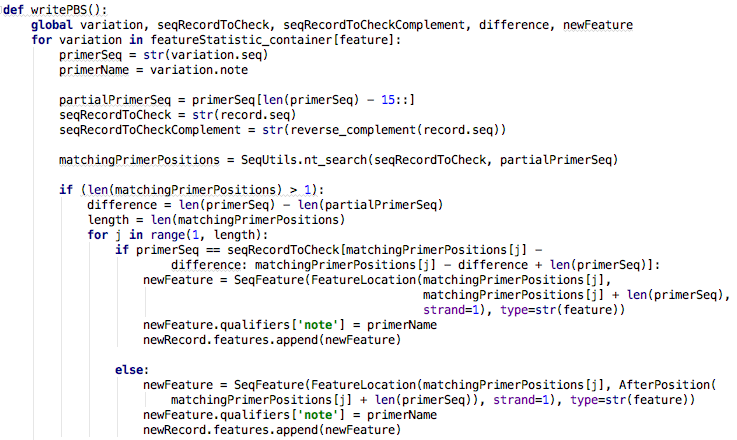 def writePBS():
    global variation, seqRecordToCheck, seqRecordToCheckComplement, difference, newFeature
    for variation in featureStatistic_container[feature]:
        primerSeq = str(variation.seq)
        primerName = variation.note

        partialPrimerSeq = primerSeq[len(primerSeq) - 15::]
        seqRecordToCheck = str(record.seq)
        seqRecordToCheckComplement = str(reverse_complement(record.seq))

        matchingPrimerPositions = SeqUtils.nt_search(seqRecordToCheck, partialPrimerSeq)

        if (len(matchingPrimerPositions) > 1):
            difference = len(primerSeq) - len(partialPrimerSeq)
            length = len(matchingPrimerPositions)
            for j in range(1, length):
                if primerSeq == seqRecordToCheck[matchingPrimerPositions[j] -
                        difference: matchingPrimerPositions[j] - difference + len(primerSeq)]:
                    newFeature = SeqFeature(FeatureLocation(matchingPrimerPositions[j],
                                                            matchingPrimerPositions[j] + len(primerSeq),
                                                            strand=1), type=str(feature))
                    newFeature.qualifiers['note'] = primerName
                    newRecord.features.append(newFeature)

                else:
                    newFeature = SeqFeature(FeatureLocation(matchingPrimerPositions[j], AfterPosition(
                        matchingPrimerPositions[j] + len(primerSeq)), strand=1), type=str(feature))
                    newFeature.qualifiers['note'] = primerName
                    newRecord.features.append(newFeature)